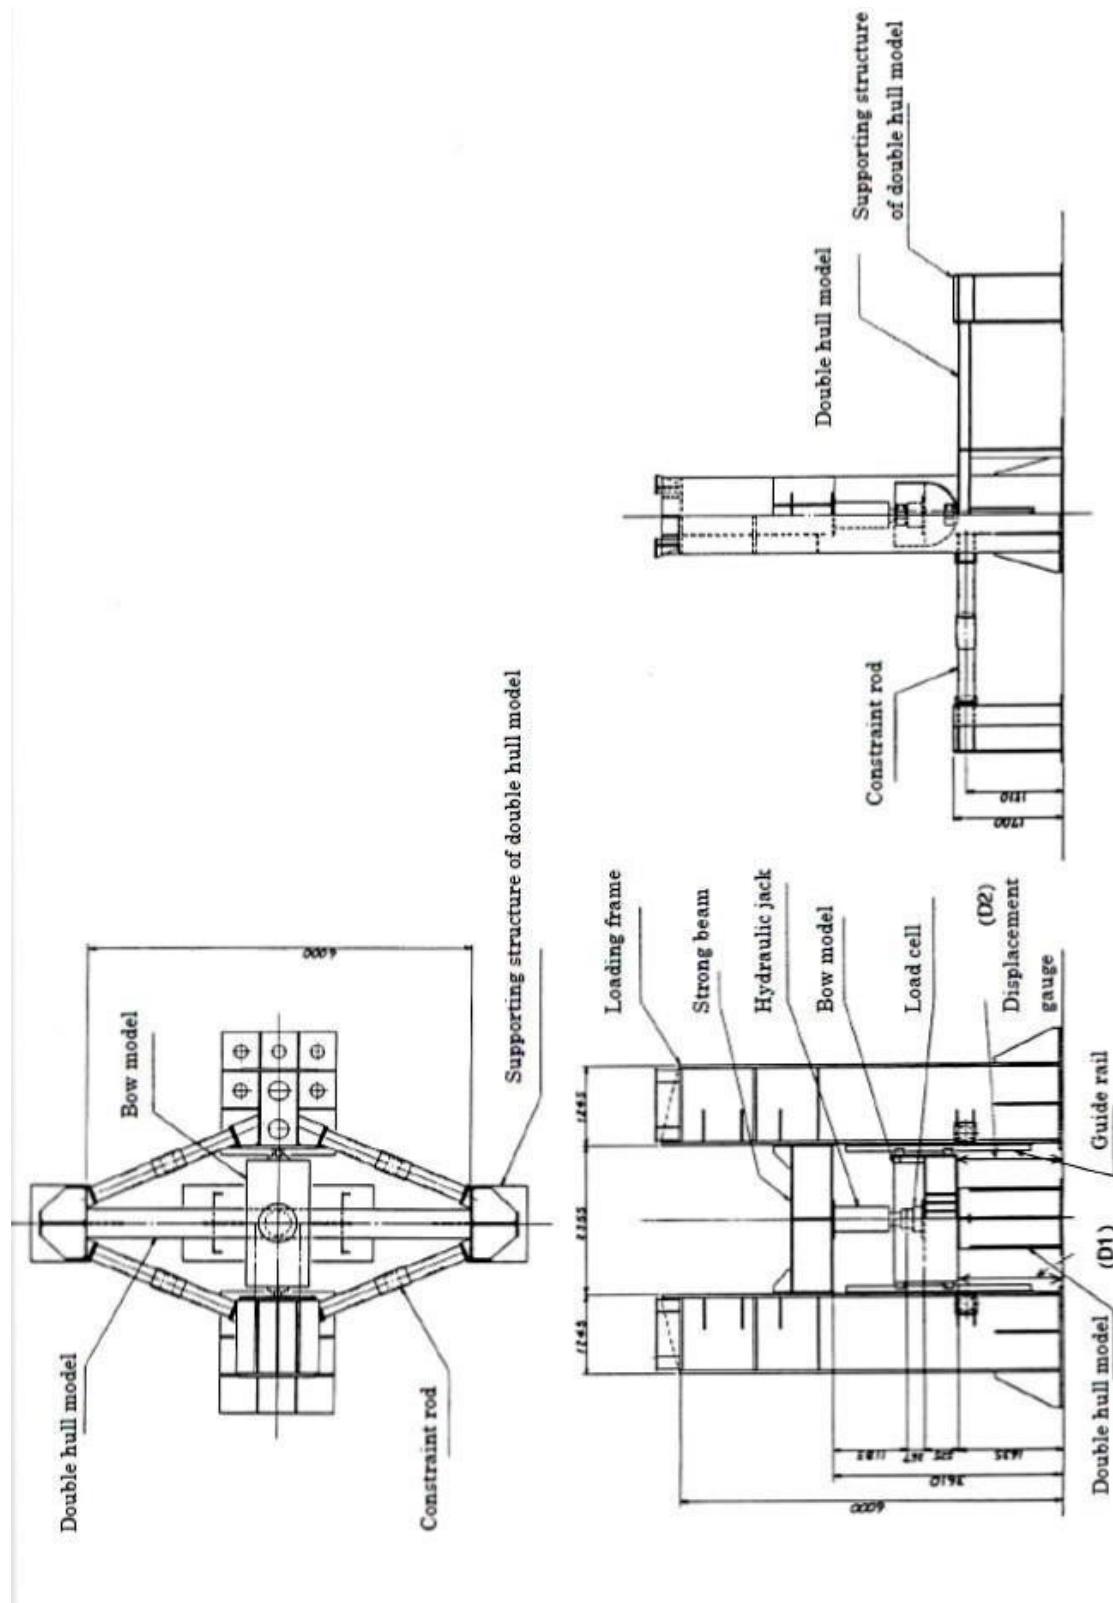 Double hull model
Bow model
6000
Constraint rod
Supporting structure of double hull model
Loading frame
Strong beam
Hydraulic jack
Bow model
Load cell
(D2)
Displacement
gauge
Guide rail
(D1)
Double hull model
1245
1245
6000
3610
1635
Constraint rod
Double hull model
Supporting structure
of double hull model
1700